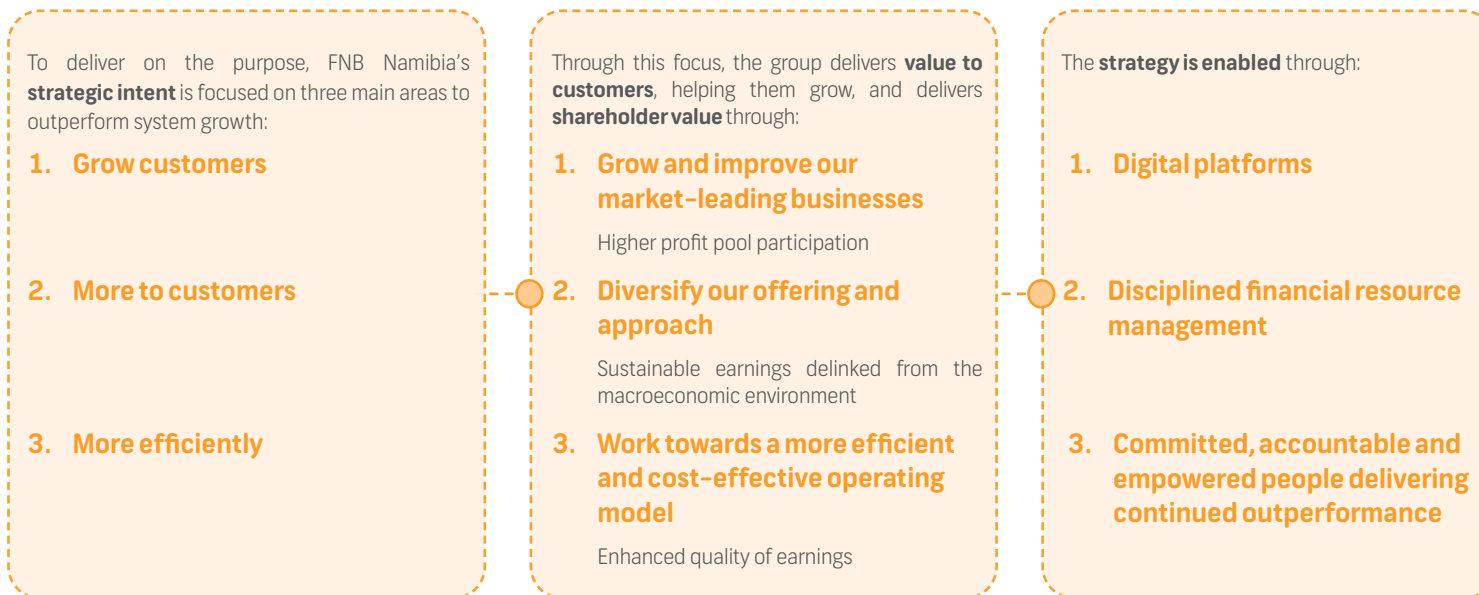 To deliver on the purpose, FNB Namibia's
strategic intent is focused on three main areas to
outperform system growth:
1. Grow customers
2. More to customers
3. More efficiently
Through this focus, the group delivers value to
customers, helping them grow, and delivers
shareholder value through:
1. Grow and improve our
market-leading businesses
Higher profit pool participation
2. Diversify our offering and
approach
Sustainable earnings delinked from the
macroeconomic environment
3. Work towards a more efficient
and cost-effective operating
model
Enhanced quality of earnings
The strategy is enabled through:
1. Digital platforms
2. Disciplined financial resource
management
3. Committed, accountable and
empowered people delivering
continued outperformance